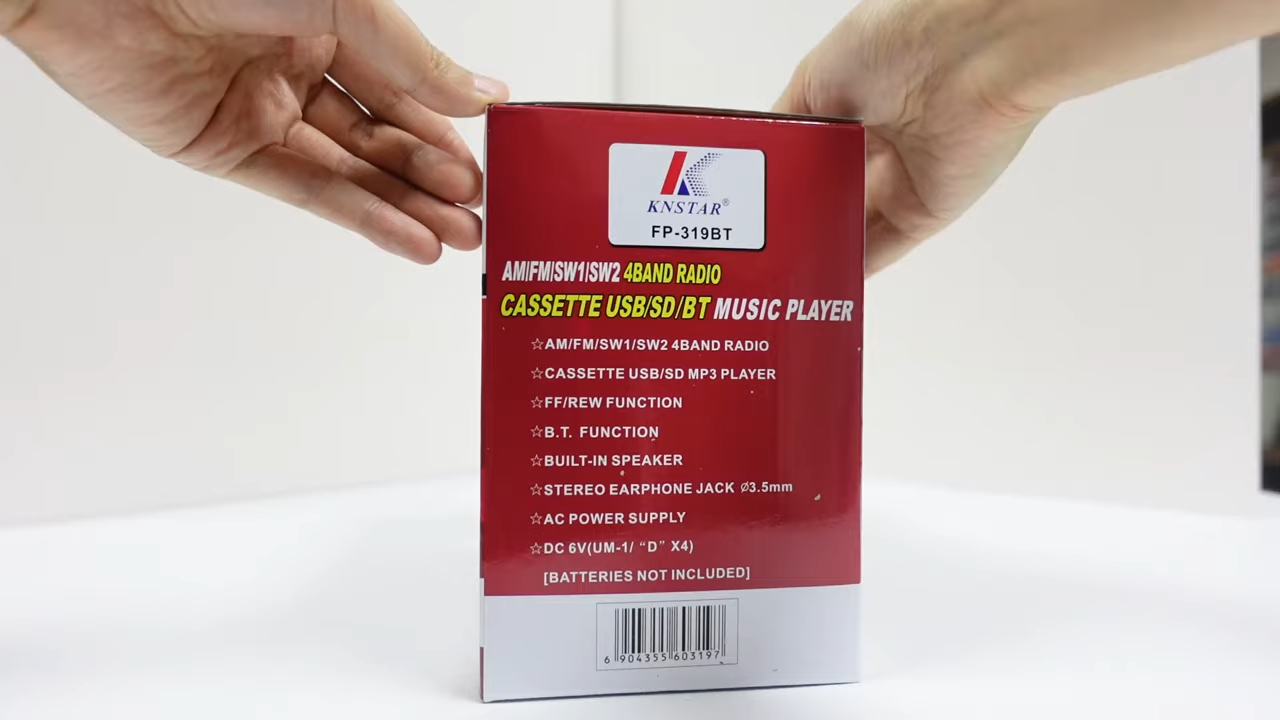 KNSTAR®
FP-319BT
AM/FM/SW1/SW2 4BAND RADIO
CASSETTE USB/SD/BT MUSIC PLAYER
☆AM/FM/SW1/SW2 4BAND RADIO
☆CASSETTE USB/SD MP3 PLAYER
☆FF/REW FUNCTION
☆B.T. FUNCTION
☆BUILT-IN SPEAKER
☆STEREO EARPHONE JACK Ø3.5mm
☆AC POWER SUPPLY
☆DC 6V(UM-1/ “D” X4)
[BATTERIES NOT INCLUDED]
6 904355 603197